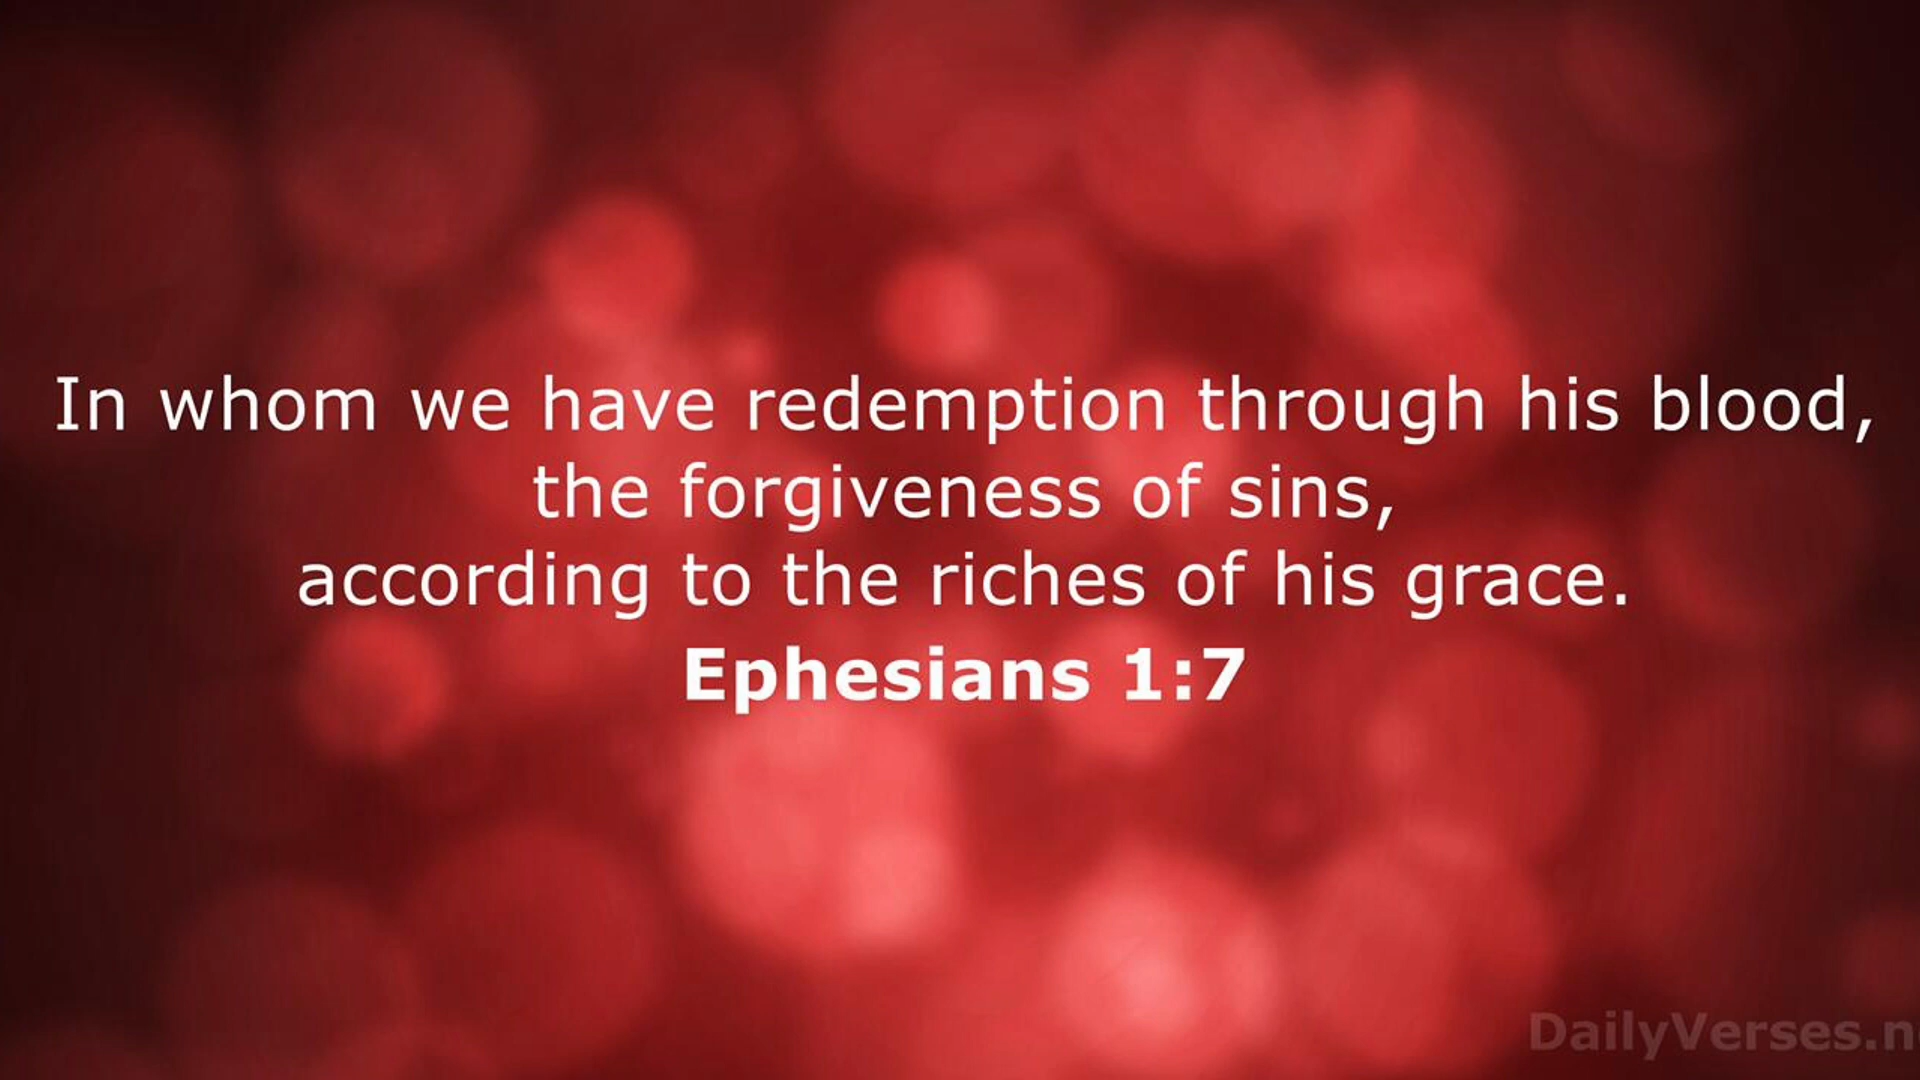 In whom we have redemption through his blood,
the forgiveness of sins,
according to the riches of his grace.
Ephesians 1:7
DailyVerses.n